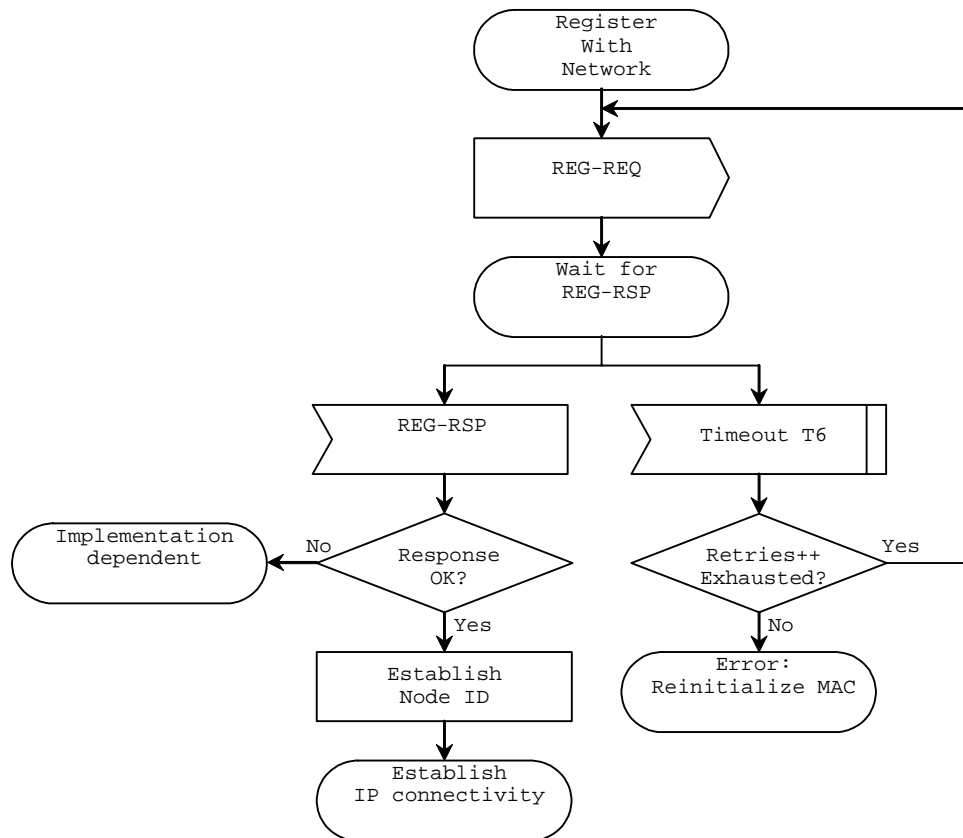 Register
With
Network
REG-REQ
Wait for
REG-RSP
REG-RSP
Timeout T6
Implementation
dependent
No
Response
OK?
Retries++
Exhausted?
Yes
Yes
No
Establish
Node ID
Error:
Reinitialize MAC
Establish
IP connectivity